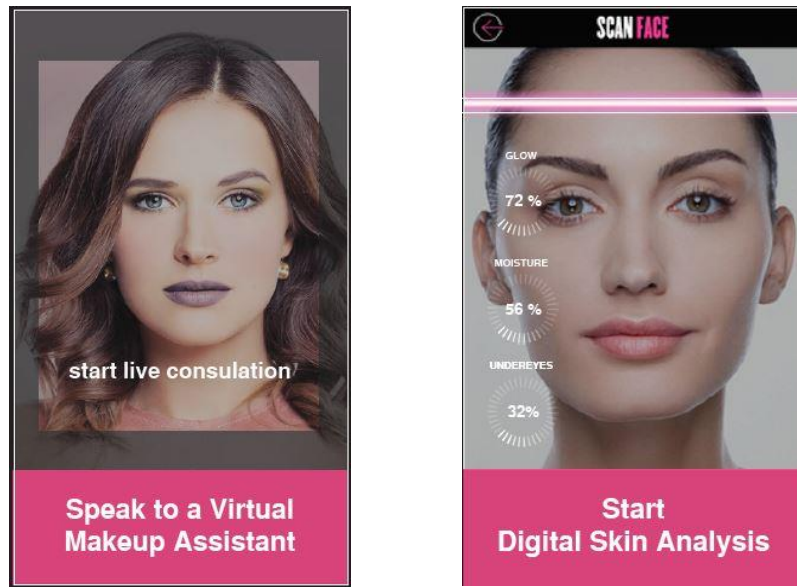 start live consulation
Speak to a Virtual
Makeup Assistant
SCAN FACE
GLOW
72 %
MOISTURE
56 %
UNDEREYES
32%
Start
Digital Skin Analysis